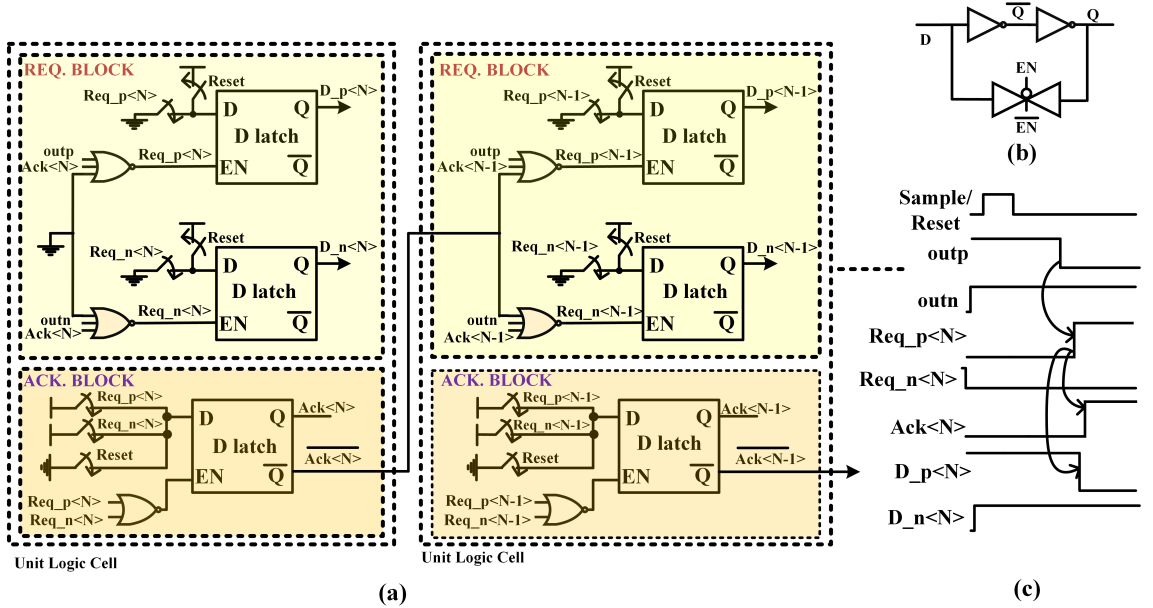 REQ. BLOCK
Reset
Req_p<N>
D_p<N>
D
Q
D latch
outp
Ack<N>
Req_p<N>
EN
Q
Reset
Req_n<N>
D_n<N>
D
Q
D latch
outn
Ack<N>
Req_n<N>
EN
Q
ACK. BLOCK
Req_p<N>
Req_n<N>
Reset
D
Q
Ack<N>
D latch
Ack<N>
EN
Q
Req_p<N>
Req_n<N>
Unit Logic Cell
REQ. BLOCK
Reset
Req_p<N-1>
D_p<N-1>
D
Q
D latch
outp
Ack<N-1>
Req_p<N-1>
EN
Q
Reset
Req_n<N-1>
D_n<N-1>
D
Q
D latch
outn
Ack<N-1>
Req_n<N-1>
EN
Q
ACK. BLOCK
Req_p<N-1>
Req_n<N-1>
Reset
D
Q
Ack<N-1>
D latch
Ack<N-1>
EN
Q
Req_p<N-1>
Req_n<N-1>
Unit Logic Cell
(a)
D
Q
Q
EN
EN
(b)
Sample/
Reset
outp
outn
Req_p<N>
Req_n<N>
Ack<N>
D_p<N>
D_n<N>
(c)